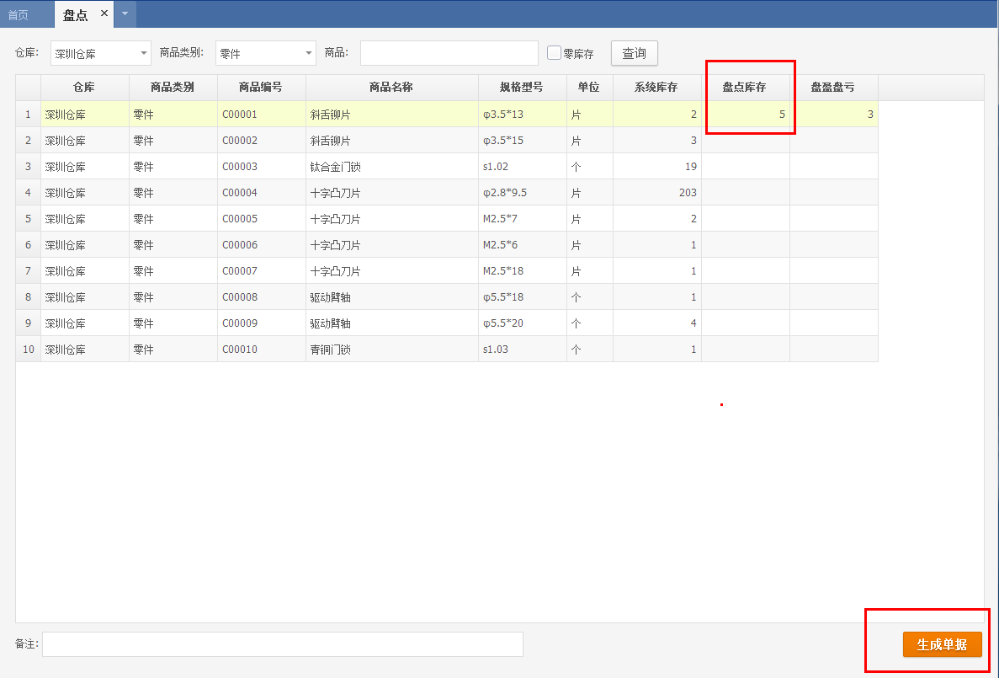 首页 盘点 ×
仓库: 深圳仓库 商品类别: 零件 商品: 零库存 查询
仓库 商品类别 商品编号 商品名称 规格型号 单位 系统库存 盘点库存 盘盈盘亏
1 深圳仓库 零件 C00001 斜舌铆片 φ3.5*13 片 2 5 3
2 深圳仓库 零件 C00002 斜舌铆片 φ3.5*15 片 3
3 深圳仓库 零件 C00003 钛合金门锁 s1.02 个 19
4 深圳仓库 零件 C00004 十字凸刀片 φ2.8*9.5 片 203
5 深圳仓库 零件 C00005 十字凸刀片 M2.5*7 片 2
6 深圳仓库 零件 C00006 十字凸刀片 M2.5*6 片 1
7 深圳仓库 零件 C00007 十字凸刀片 M2.5*18 片 1
8 深圳仓库 零件 C00008 驱动臂轴 φ5.5*18 个 1
9 深圳仓库 零件 C00009 驱动臂轴 φ5.5*20 个 4
10 深圳仓库 零件 C00010 青铜门锁 s1.03 个 1
备注: 生成单据